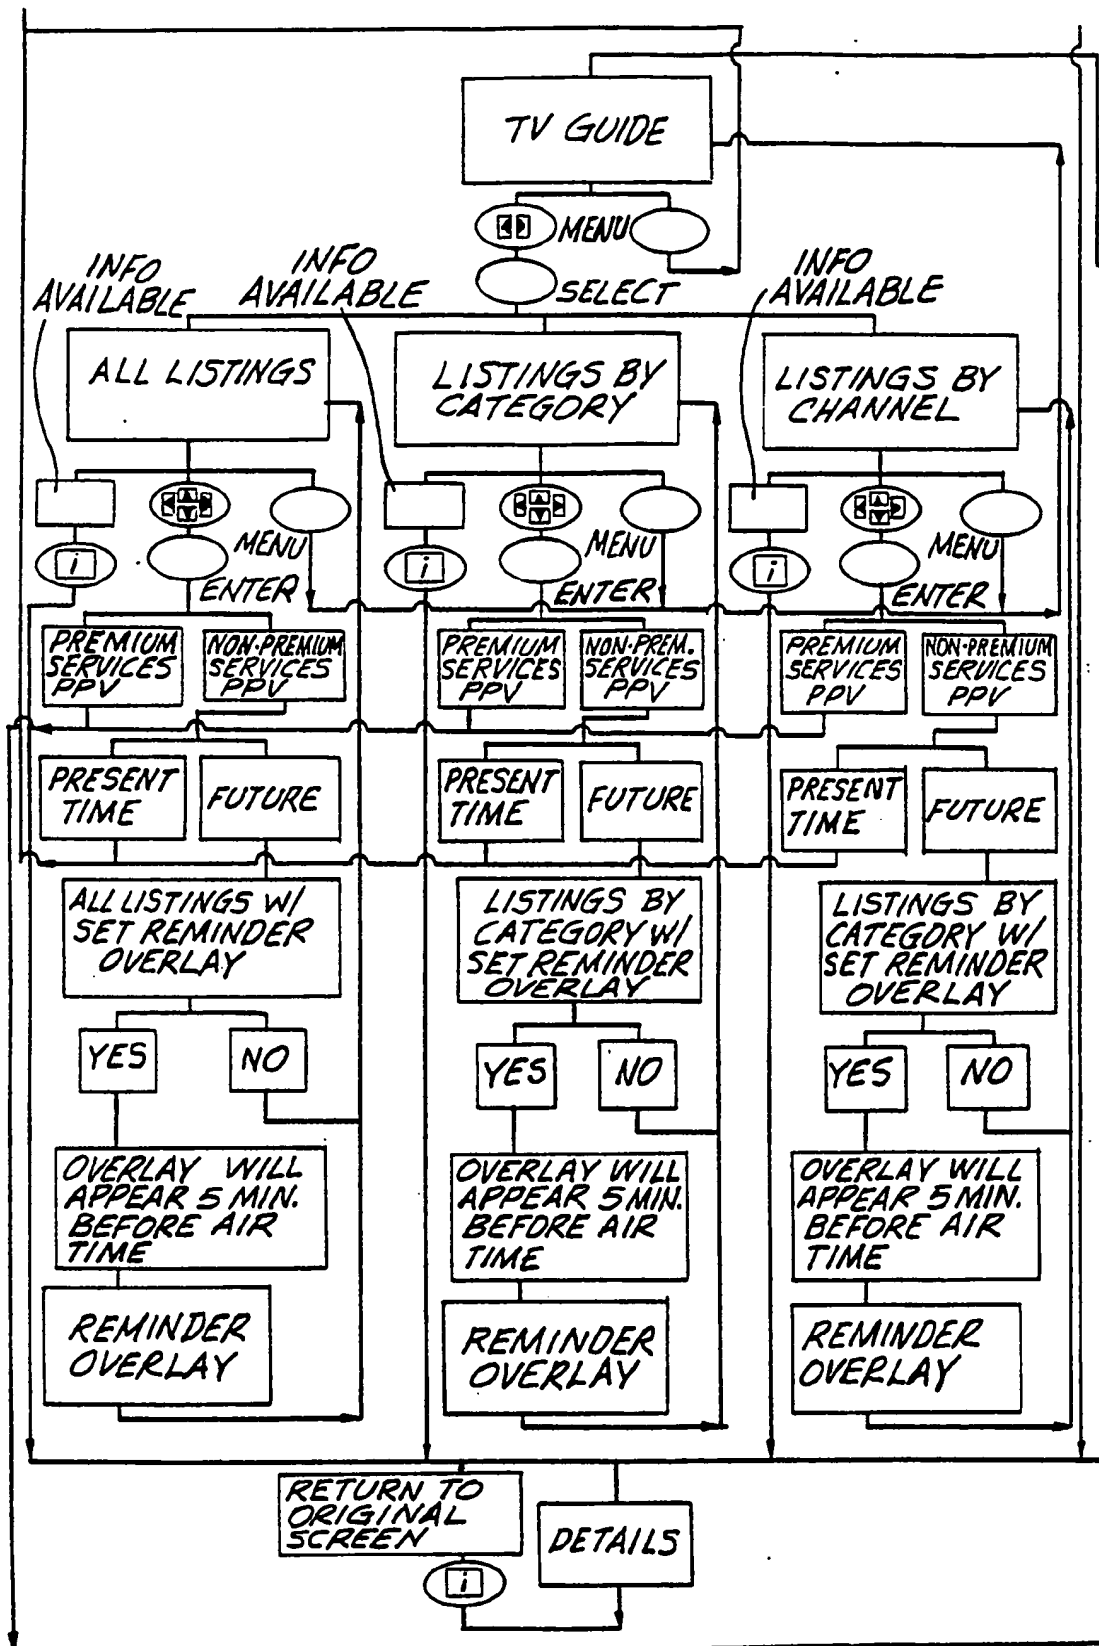 TV GUIDE
MENU
SELECT
INFO
AVAILABLE
INFO
AVAILABLE
INFO
AVAILABLE
ALL LISTINGS
LISTINGS BY
CATEGORY
LISTINGS BY
CHANNEL
i
MENU
ENTER
i
MENU
ENTER
i
MENU
ENTER
PREMIUM
SERVICES
PPV
NON-PREMIUM
SERVICES
PPV
PREMIUM
SERVICES
PPV
NON-PREM.
SERVICES
PPV
PREMIUM
SERVICES
PPV
NON-PREMIUM
SERVICES
PPV
PRESENT
TIME
FUTURE
PRESENT
TIME
FUTURE
PRESENT
TIME
FUTURE
ALL LISTINGS W/
SET REMINDER
OVERLAY
LISTINGS BY
CATEGORY W/
SET REMINDER
OVERLAY
LISTINGS BY
CATEGORY W/
SET REMINDER
OVERLAY
YES
NO
YES
NO
YES
NO
OVERLAY WILL
APPEAR 5 MIN.
BEFORE AIR
TIME
OVERLAY WILL
APPEAR 5 MIN.
BEFORE AIR
TIME
OVERLAY WILL
APPEAR 5 MIN.
BEFORE AIR
TIME
REMINDER
OVERLAY
REMINDER
OVERLAY
REMINDER
OVERLAY
RETURN TO
ORIGINAL
SCREEN
DETAILS
i